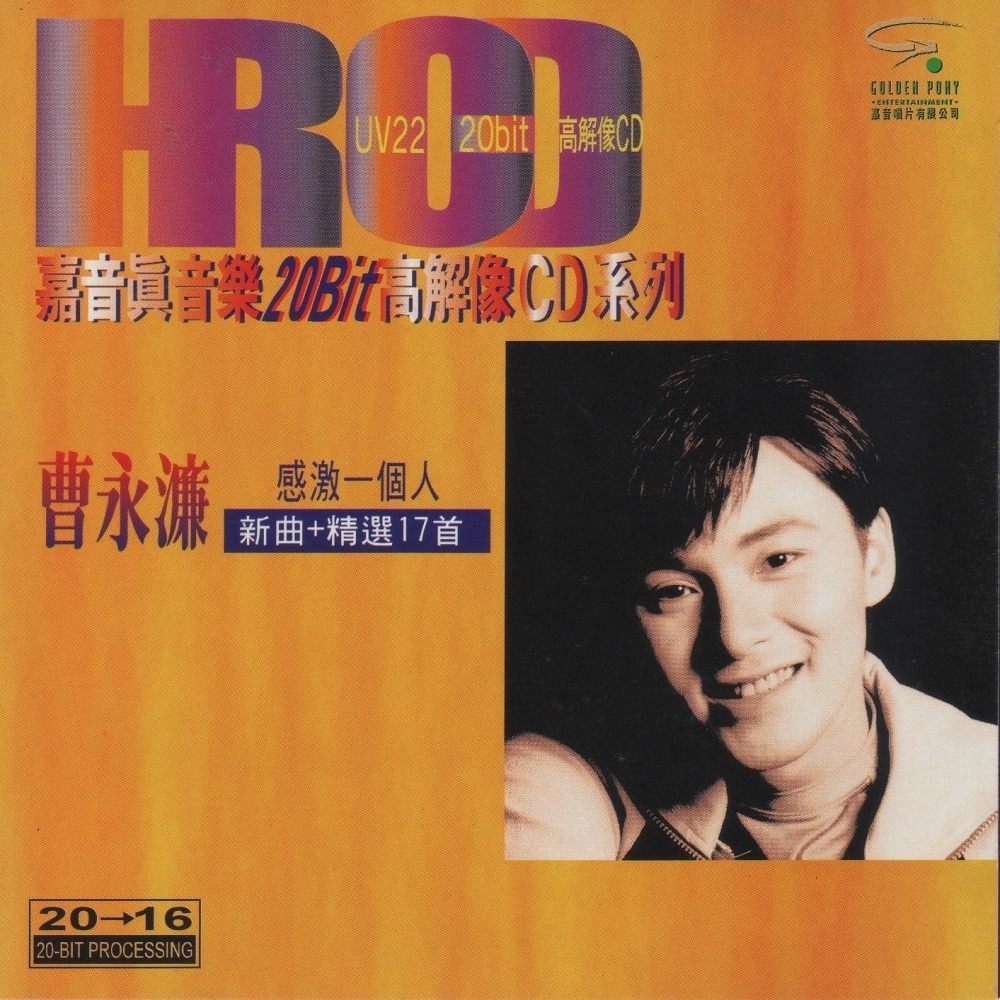 HRCD
UV22 20bit 高解像CD
GOLDEN PONY
•ENTERTAINMENT•
嘉音唱片有限公司
嘉音眞音樂20Bit高解像CD系列
曹永濂
感激一個人
新曲+精選17首
20→16
20-BIT PROCESSING